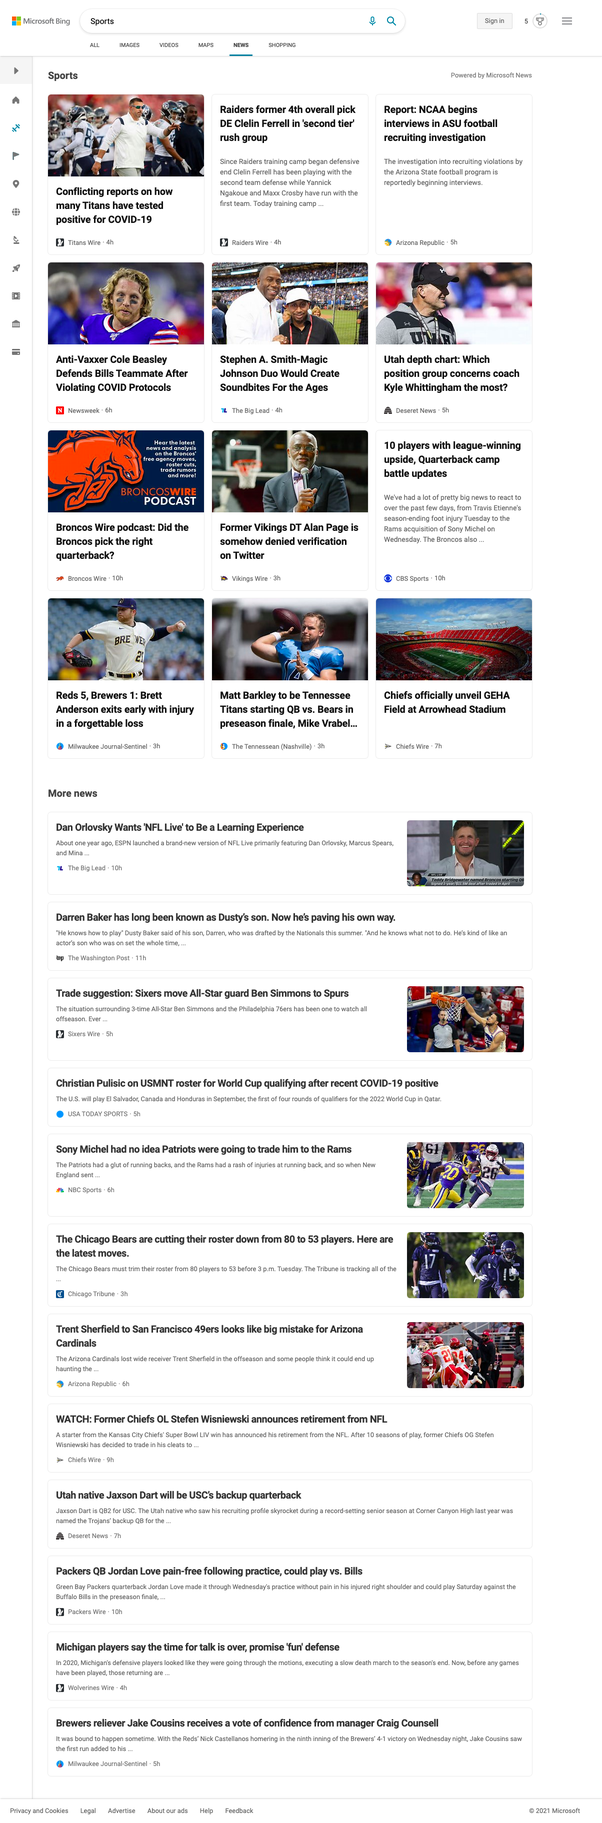 Microsoft Bing
Sports
Sign in
5
ALL IMAGES VIDEOS MAPS NEWS SHOPPING
Sports
Powered by Microsoft News
Conflicting reports on how
many Titans have tested
positive for COVID-19
Titans Wire · 4h
Raiders former 4th overall pick
DE Clelin Ferrell in 'second tier'
rush group
Since Raiders training camp began defensive
end Clelin Ferrell has been playing with the
second team defense while Yannick
Ngakoue and Maxx Crosby have run with the
first team. Today training camp ...
Raiders Wire · 4h
Report: NCAA begins
interviews in ASU football
recruiting investigation
The investigation into recruiting violations by
the Arizona State football program is
reportedly beginning interviews.
Arizona Republic · 5h
Anti-Vaxxer Cole Beasley
Defends Bills Teammate After
Violating COVID Protocols
Newsweek · 6h
Stephen A. Smith-Magic
Johnson Duo Would Create
Soundbites For the Ages
The Big Lead · 4h
Utah depth chart: Which
position group concerns coach
Kyle Whittingham the most?
Deseret News · 5h
Hear the latest
news and analysis
on the Broncos'
free agency moves,
roster cuts,
trade rumors
and more!
BRONCOSWIRE
PODCAST
Broncos Wire podcast: Did the
Broncos pick the right
quarterback?
Broncos Wire · 10h
Former Vikings DT Alan Page is
somehow denied verification
on Twitter
Vikings Wire · 3h
10 players with league-winning
upside, Quarterback camp
battle updates
We've had a lot of pretty big news to react to
over the past few days, from Travis Etienne's
season-ending foot injury Tuesday to the
Rams acquisition of Sony Michel on
Wednesday. The Broncos also ...
CBS Sports · 10h
Reds 5, Brewers 1: Brett
Anderson exits early with injury
in a forgettable loss
Milwaukee Journal-Sentinel · 3h
Matt Barkley to be Tennessee
Titans starting QB vs. Bears in
preseason finale, Mike Vrabel...
The Tennessean (Nashville) · 3h
Chiefs officially unveil GEHA
Field at Arrowhead Stadium
Chiefs Wire · 7h
More news
Dan Orlovsky Wants 'NFL Live' to Be a Learning Experience
About one year ago, ESPN launched a brand-new version of NFL Live primarily featuring Dan Orlovsky, Marcus Spears,
and Mina ...
The Big Lead · 10h
Darren Baker has long been known as Dusty's son. Now he's paving his own way.
"He knows how to play" Dusty Baker said of his son, Darren, who was drafted by the Nationals this summer. "And he knows what not to do. He's kind of like an
actor's son who was on set the whole time, ...
The Washington Post · 11h
Trade suggestion: Sixers move All-Star guard Ben Simmons to Spurs
The situation surrounding 3-time All-Star Ben Simmons and the Philadelphia 76ers has been one to watch all
offseason. Ever ...
Sixers Wire · 5h
Christian Pulisic on USMNT roster for World Cup qualifying after recent COVID-19 positive
The U.S. will play El Salvador, Canada and Honduras in September, the first of four rounds of qualifiers for the 2022 World Cup in Qatar.
USA TODAY SPORTS · 5h
Sony Michel had no idea Patriots were going to trade him to the Rams
The Patriots had a glut of running backs, and the Rams had a rash of injuries at running back, and so when New
England sent ...
NBC Sports · 6h
The Chicago Bears are cutting their roster down from 80 to 53 players. Here are
the latest moves.
The Chicago Bears must trim their roster from 80 players to 53 before 3 p.m. Tuesday. The Tribune is tracking all of the
...
Chicago Tribune · 3h
Trent Sherfield to San Francisco 49ers looks like big mistake for Arizona
Cardinals
The Arizona Cardinals lost wide receiver Trent Sherfield in the offseason and some people think it could end up
haunting the ...
Arizona Republic · 6h
WATCH: Former Chiefs OL Stefen Wisniewski announces retirement from NFL
A starter from the Kansas City Chiefs' Super Bowl LIV win has announced his retirement from the NFL. After 10 seasons of play, former Chiefs OG Stefen
Wisniewski has decided to trade in his cleats to ...
Chiefs Wire · 9h
Utah native Jaxson Dart will be USC's backup quarterback
Jaxson Dart is QB2 for USC. The Utah native who saw his recruiting profile skyrocket during a record-setting senior season at Corner Canyon High last year was
named the Trojans' backup QB for the ...
Deseret News · 7h
Packers QB Jordan Love pain-free following practice, could play vs. Bills
Green Bay Packers quarterback Jordan Love made it through Wednesday's practice without pain in his injured right shoulder and could play Saturday against the
Buffalo Bills in the preseason finale, ...
Packers Wire · 10h
Michigan players say the time for talk is over, promise 'fun' defense
In 2020, Michigan's defensive players looked like they were going through the motions, executing a slow death march to the season's end. Now, before any games
have been played, those returning are ...
Wolverines Wire · 4h
Brewers reliever Jake Cousins receives a vote of confidence from manager Craig Counsell
It was bound to happen sometime. With the Reds' Nick Castellanos homering in the ninth inning of the Brewers' 4-1 victory on Wednesday night, Jake Cousins saw
the first run added to his ...
Milwaukee Journal-Sentinel · 5h
Privacy and Cookies Legal Advertise About our ads Help Feedback © 2021 Microsoft